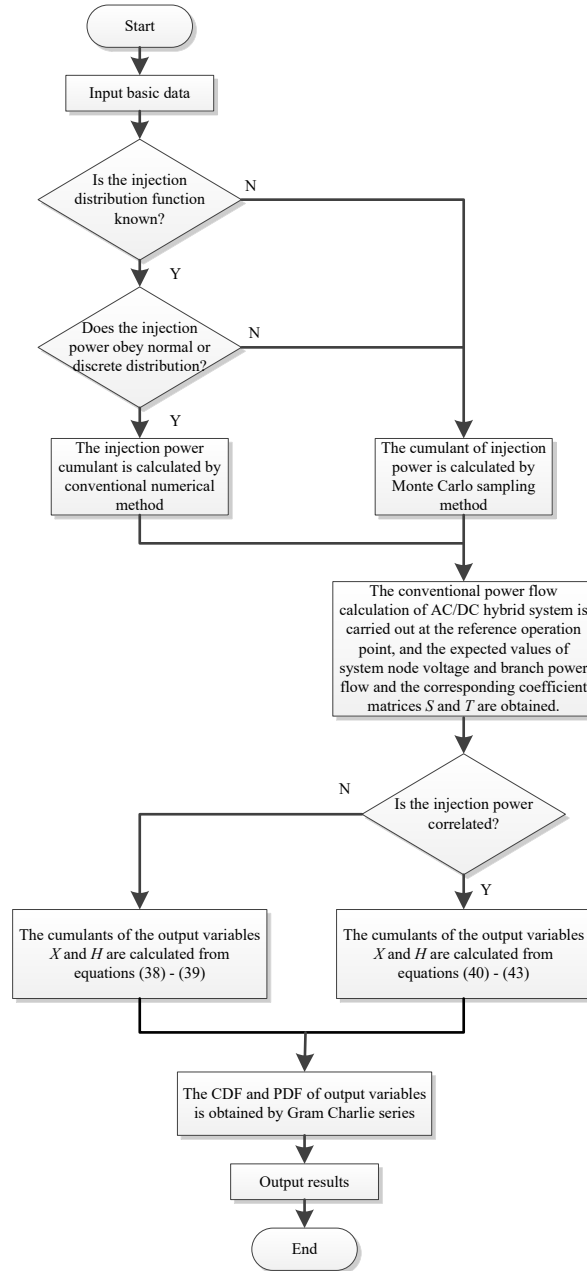 Start
Input basic data
Is the injection
distribution function
known?
N
Y
Does the injection
power obey normal or
discrete distribution?
N
Y
The injection power
cumulant is calculated by
conventional numerical
method
The cumulant of injection
power is calculated by
Monte Carlo sampling
method
The conventional power flow
calculation of AC/DC hybrid system is
carried out at the reference operation
point, and the expected values of
system node voltage and branch power
flow and the corresponding coefficient
matrices S and T are obtained.
Is the injection power
correlated?
N
Y
The cumulants of the output variables
X and H are calculated from
equations (38) - (39)
The cumulants of the output variables
X and H are calculated from
equations (40) - (43)
The CDF and PDF of output variables
is obtained by Gram Charlie series
Output results
End